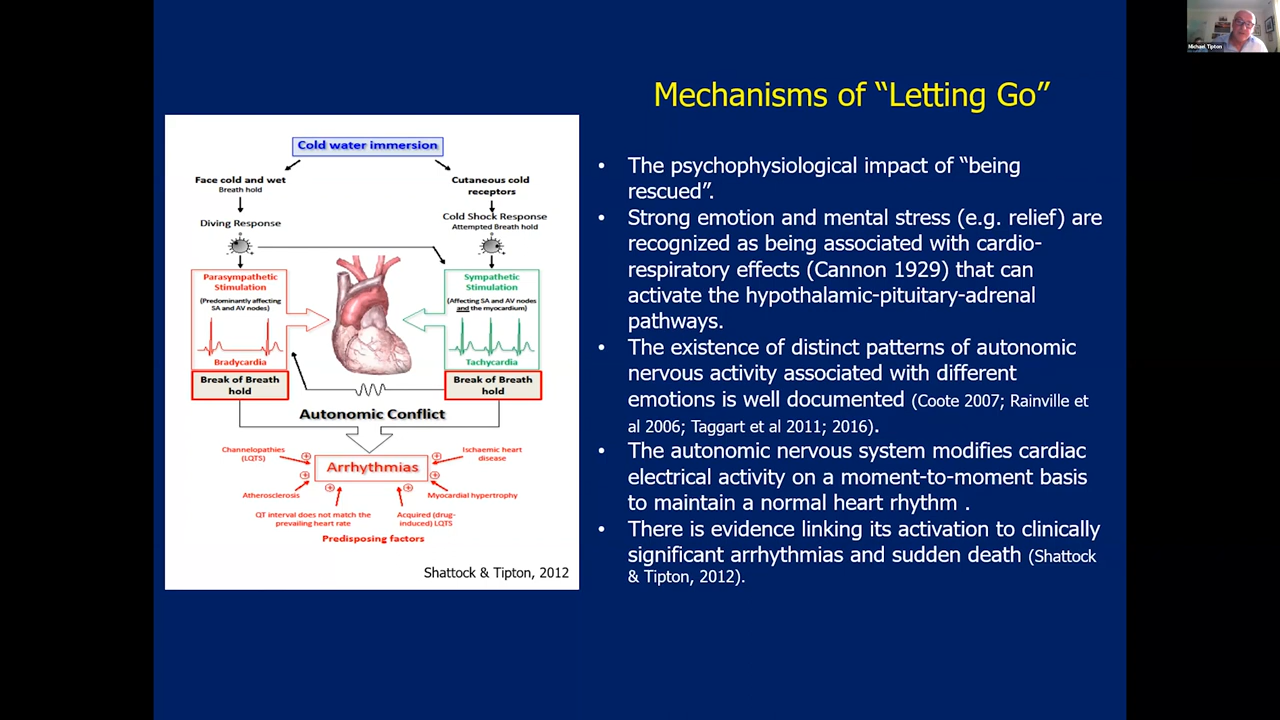 Michael Tipton
Mechanisms of “Letting Go”
Cold water immersion
Face cold and wet
Breath hold
Cutaneous cold
receptors
Diving Response
Cold Shock Response
Attempted Breath hold
Parasympathetic
Stimulation
(Predominantly affecting
SA and AV nodes)
Bradycardia
Sympathetic
Stimulation
(Affecting SA and AV nodes
and the myocardium)
Tachycardia
Break of Breath
hold
Break of Breath
hold
Autonomic Conflict
Channelopathies
(LQTS)
Arrhythmias
Ischaemic heart
disease
Atherosclerosis
Myocardial hypertrophy
QT interval does not match the
prevailing heart rate
Acquired (drug-
induced) LQTS
Predisposing factors
Shattock & Tipton, 2012
• The psychophysiological impact of “being
rescued”.
• Strong emotion and mental stress (e.g. relief) are
recognized as being associated with cardio-
respiratory effects (Cannon 1929) that can
activate the hypothalamic-pituitary-adrenal
pathways.
• The existence of distinct patterns of autonomic
nervous activity associated with different
emotions is well documented (Coote 2007; Rainville et
al 2006; Taggart et al 2011; 2016).
• The autonomic nervous system modifies cardiac
electrical activity on a moment-to-moment basis
to maintain a normal heart rhythm .
• There is evidence linking its activation to clinically
significant arrhythmias and sudden death (Shattock
& Tipton, 2012).